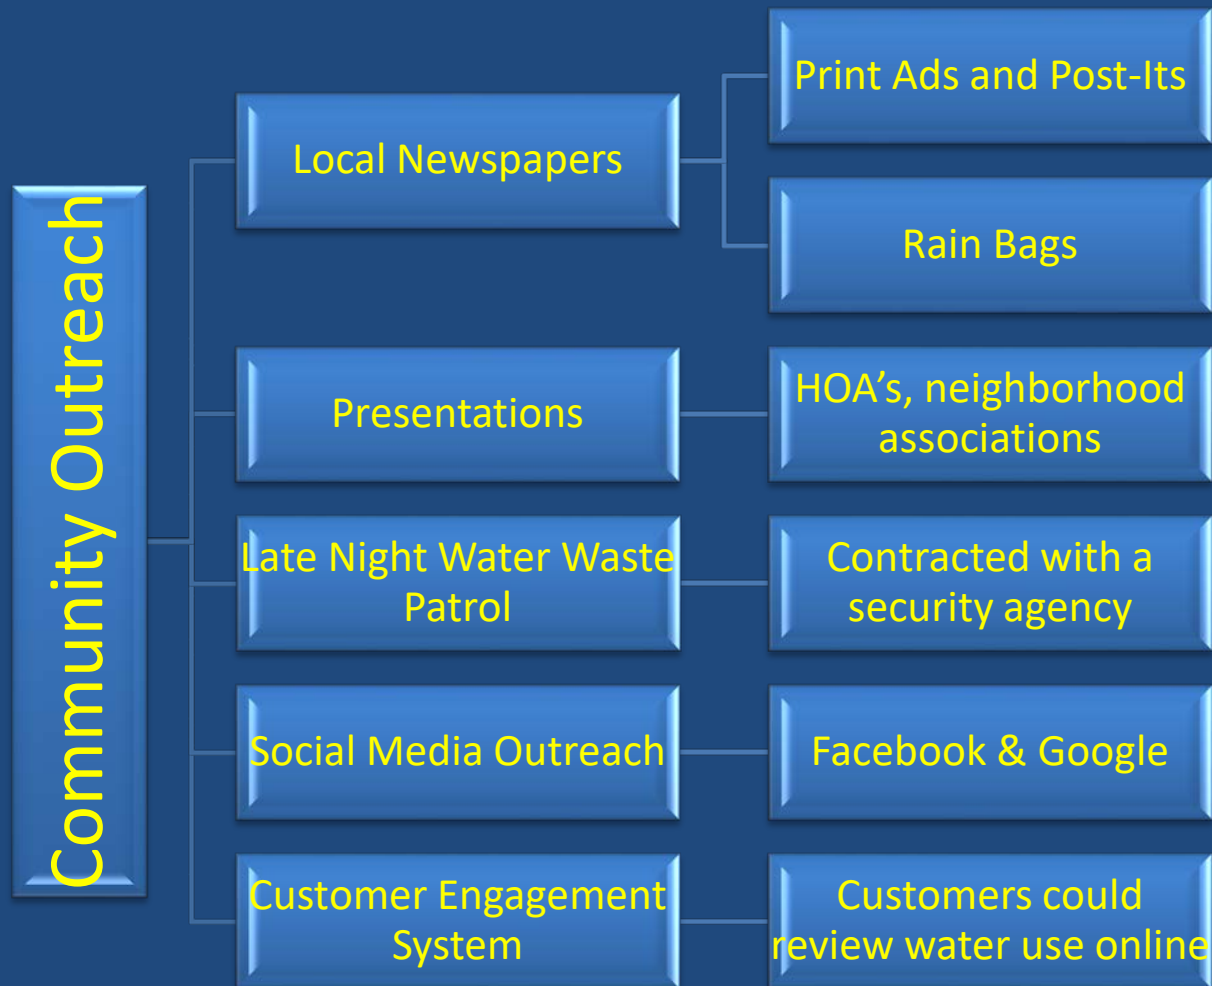 Community Outreach
Local Newspapers
Print Ads and Post-Its
Rain Bags
Presentations
HOA’s, neighborhood
associations
Late Night Water Waste
Patrol
Contracted with a
security agency
Social Media Outreach
Facebook & Google
Customer Engagement
System
Customers could
review water use online